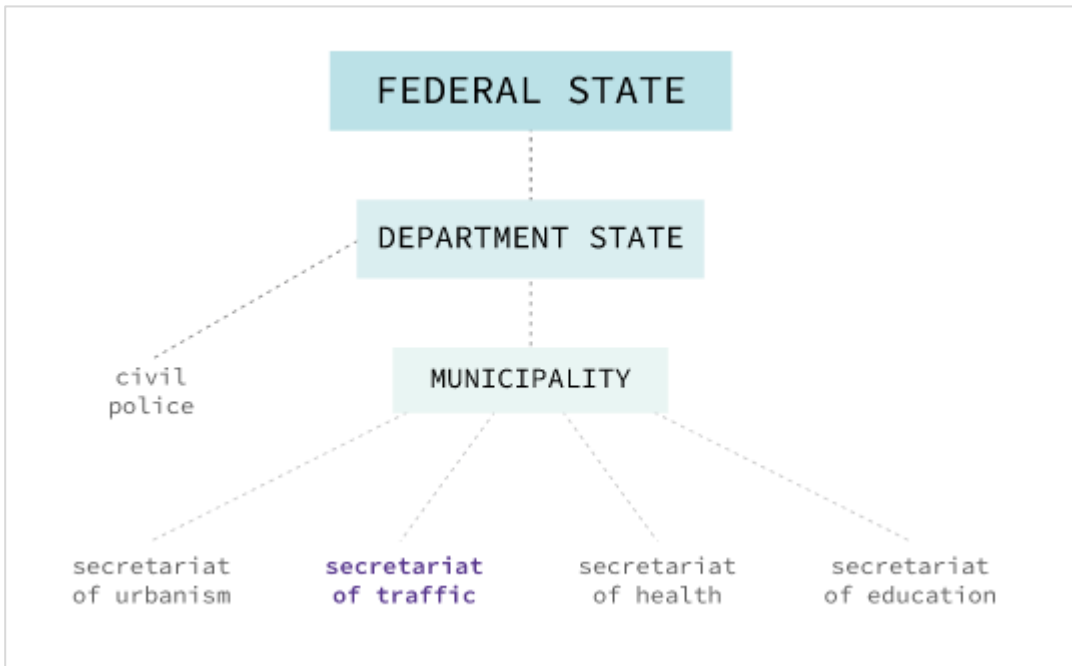 FEDERAL STATE
DEPARTMENT STATE
civil
police
MUNICIPALITY
secretariat
of urbanism
secretariat
of traffic
secretariat
of health
secretariat
of education